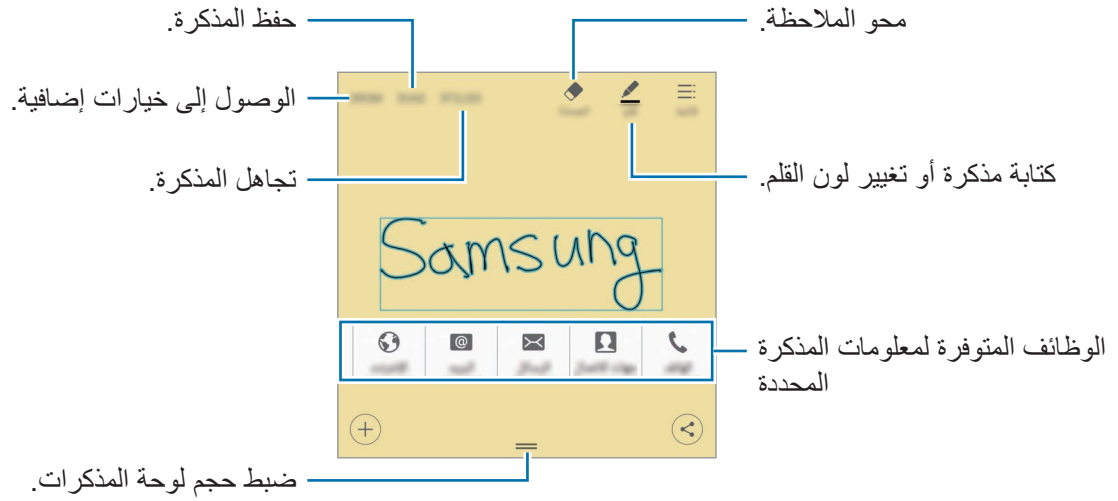 حفظ المذكرة.
محو الملاحظة.
الوصول إلى خيارات إضافية.
تجاهل المذكرة.
كتابة مذكرة أو تغيير لون القلم.
Samsung
الوظائف المتوفرة لمعلومات المذكرة
المحددة
ضبط حجم لوحة المذكرات.